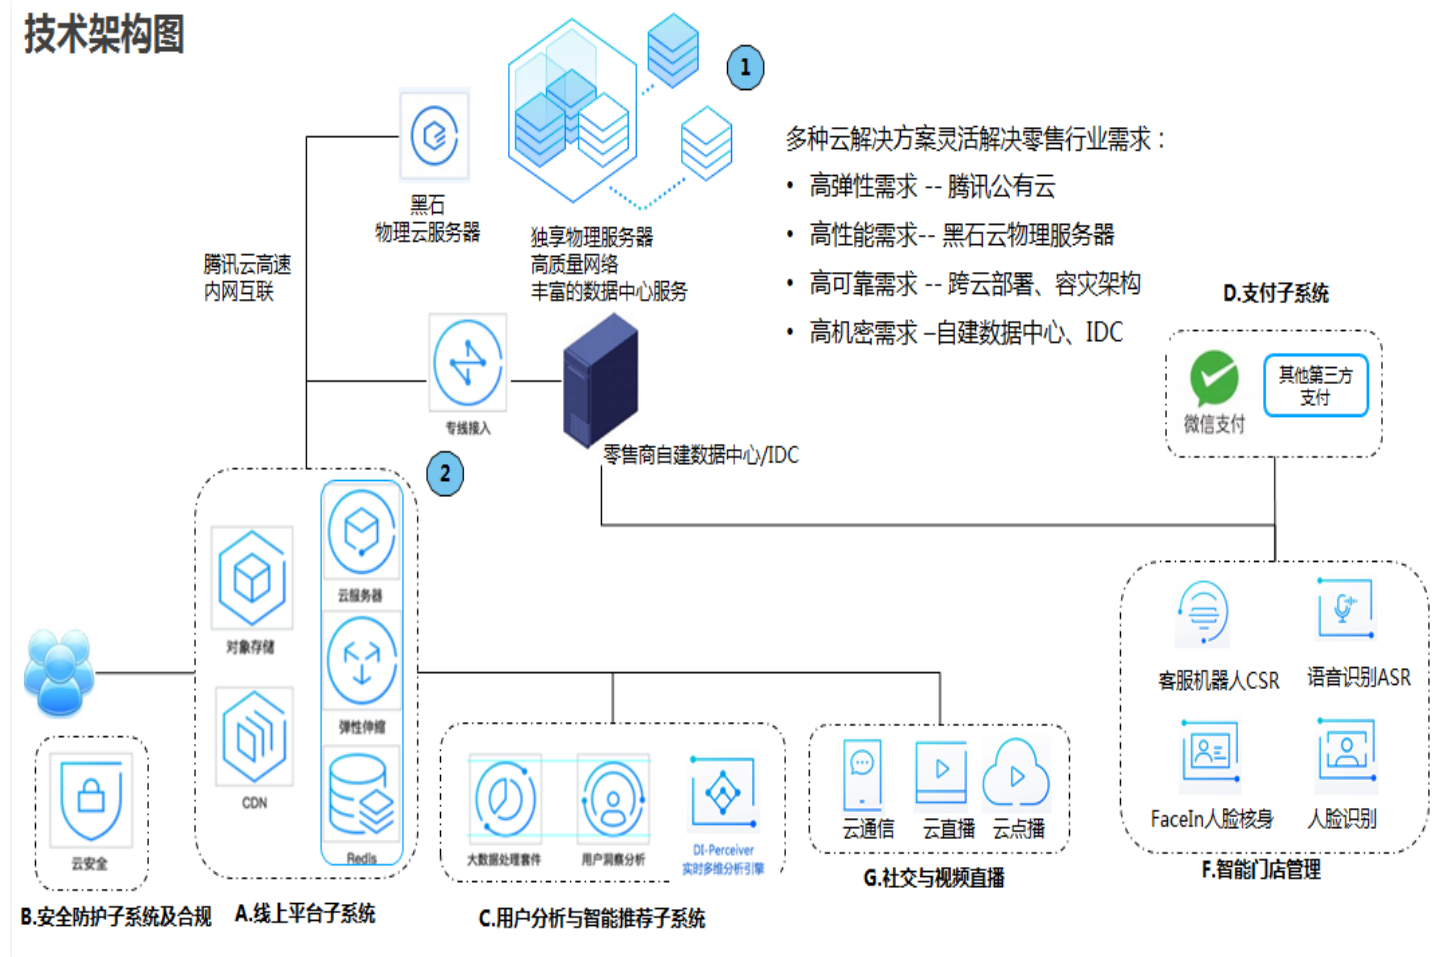 技术架构图
1
黑石
物理云服务器
独享物理服务器
高质量网络
丰富的数据中心服务
多种云解决方案灵活解决零售行业需求：
• 高弹性需求 -- 腾讯公有云
• 高性能需求-- 黑石云物理服务器
• 高可靠需求 -- 跨云部署、容灾架构
• 高机密需求 –自建数据中心、IDC
腾讯云高速
内网互联
专线接入
零售商自建数据中心/IDC
2
D.支付子系统
微信支付
其他第三方
支付
对象存储
CDN
云服务器
弹性伸缩
Redis
云安全
B.安全防护子系统及合规
A.线上平台子系统
大数据处理套件
用户洞察分析
DI-Perceiver
实时多维分析引擎
C.用户分析与智能推荐子系统
云通信
云直播
云点播
G.社交与视频直播
客服机器人CSR
语音识别ASR
FaceIn人脸核身
人脸识别
F.智能门店管理